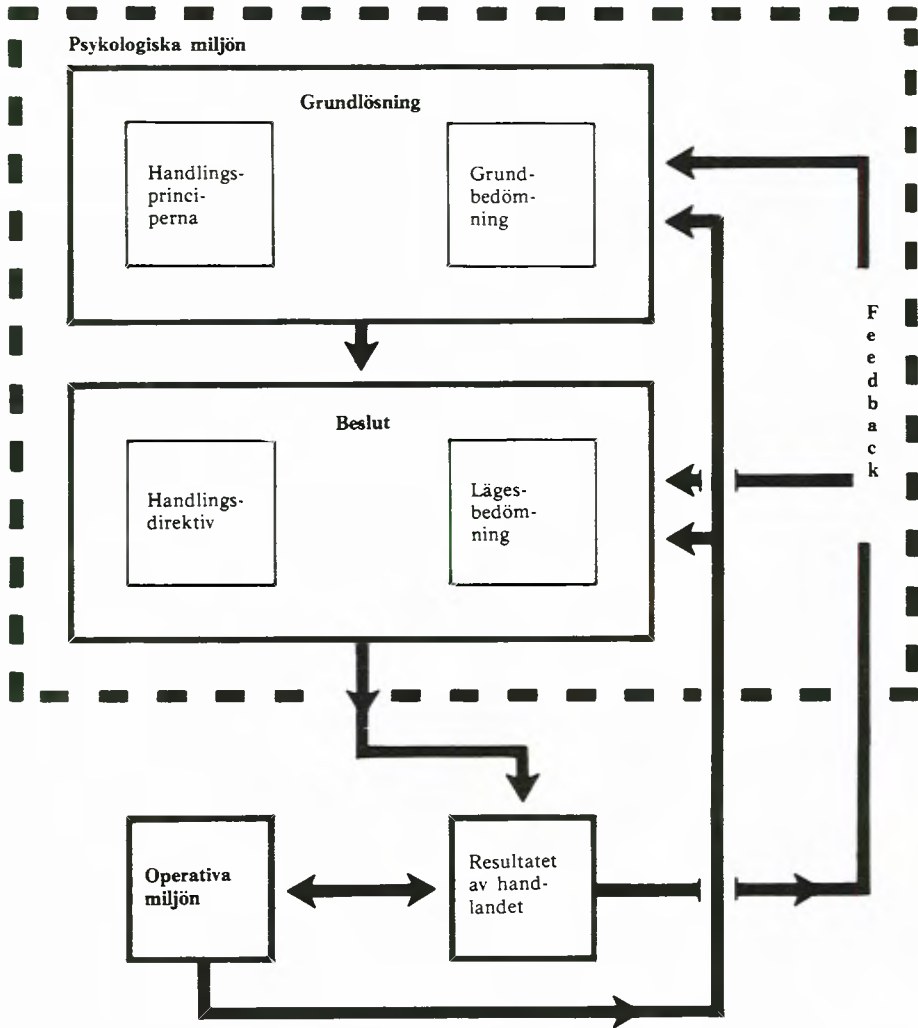 Psykologiska miljön
Grundlösning
Handlings-
princi-
perna
Grund-
bedöm-
ning
Feedback
Beslut
Handlings-
direktiv
Läges-
bedöm-
ning
Operativa
miljön
Resultatet
av hand-
landet